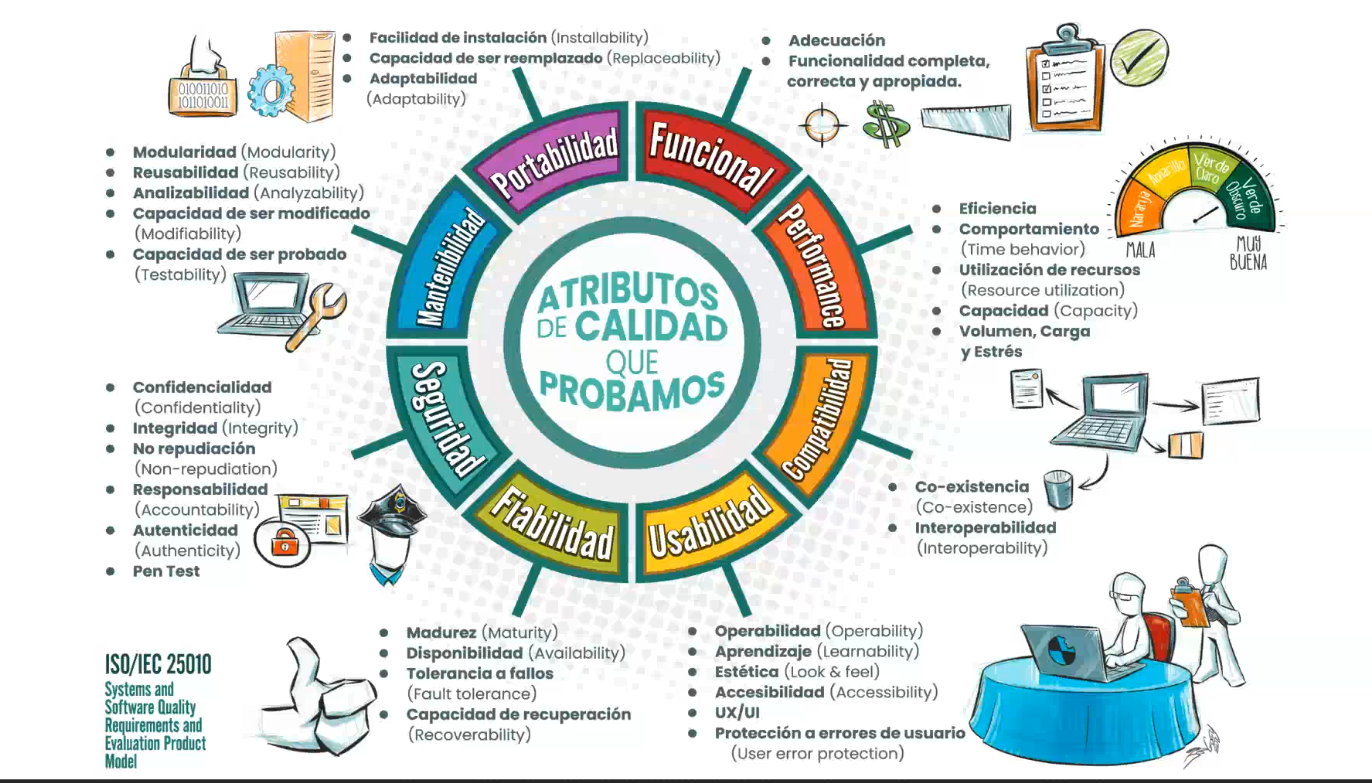 Facilidad de instalación (Installability)
Capacidad de ser reemplazado (Replaceability)
Adaptabilidad
(Adaptability)
Adecuación
Funcionalidad completa,
correcta y apropiada.
010011010
1011010011
$
Modularidad (Modularity)
Reusabilidad (Reusability)
Analizabilidad (Analyzability)
Capacidad de ser modificado
(Modifiability)
Capacidad de ser probado
(Testability)
Portabilidad
Funcional
Mantenibilidad
Performance
Seguridad
Compatibilidad
Fiabilidad
Usabilidad
ATRIBUTOS
DE CALIDAD
QUE
PROBAMOS
Naranja
Amarillo
Verde
Claro
Verde
Obscuro
MALA
MUY
BUENA
Eficiencia
Comportamiento
(Time behavior)
Utilización de recursos
(Resource utilization)
Capacidad (Capacity)
Volumen, Carga
y Estrés
Confidencialidad
(Confidentiality)
Integridad (Integrity)
No repudiación
(Non-repudiation)
Responsabilidad
(Accountability)
Autenticidad
(Authenticity)
Pen Test
Co-existencia
(Co-existence)
Interoperabilidad
(Interoperability)
ISO/IEC 25010
Systems and
Software Quality
Requirements and
Evaluation Product
Model
Madurez (Maturity)
Disponibilidad (Availability)
Tolerancia a fallos
(Fault tolerance)
Capacidad de recuperación
(Recoverability)
Operabilidad (Operability)
Aprendizaje (Learnability)
Estética (Look & feel)
Accesibilidad (Accessibility)
UX/UI
Protección a errores de usuario
(User error protection)